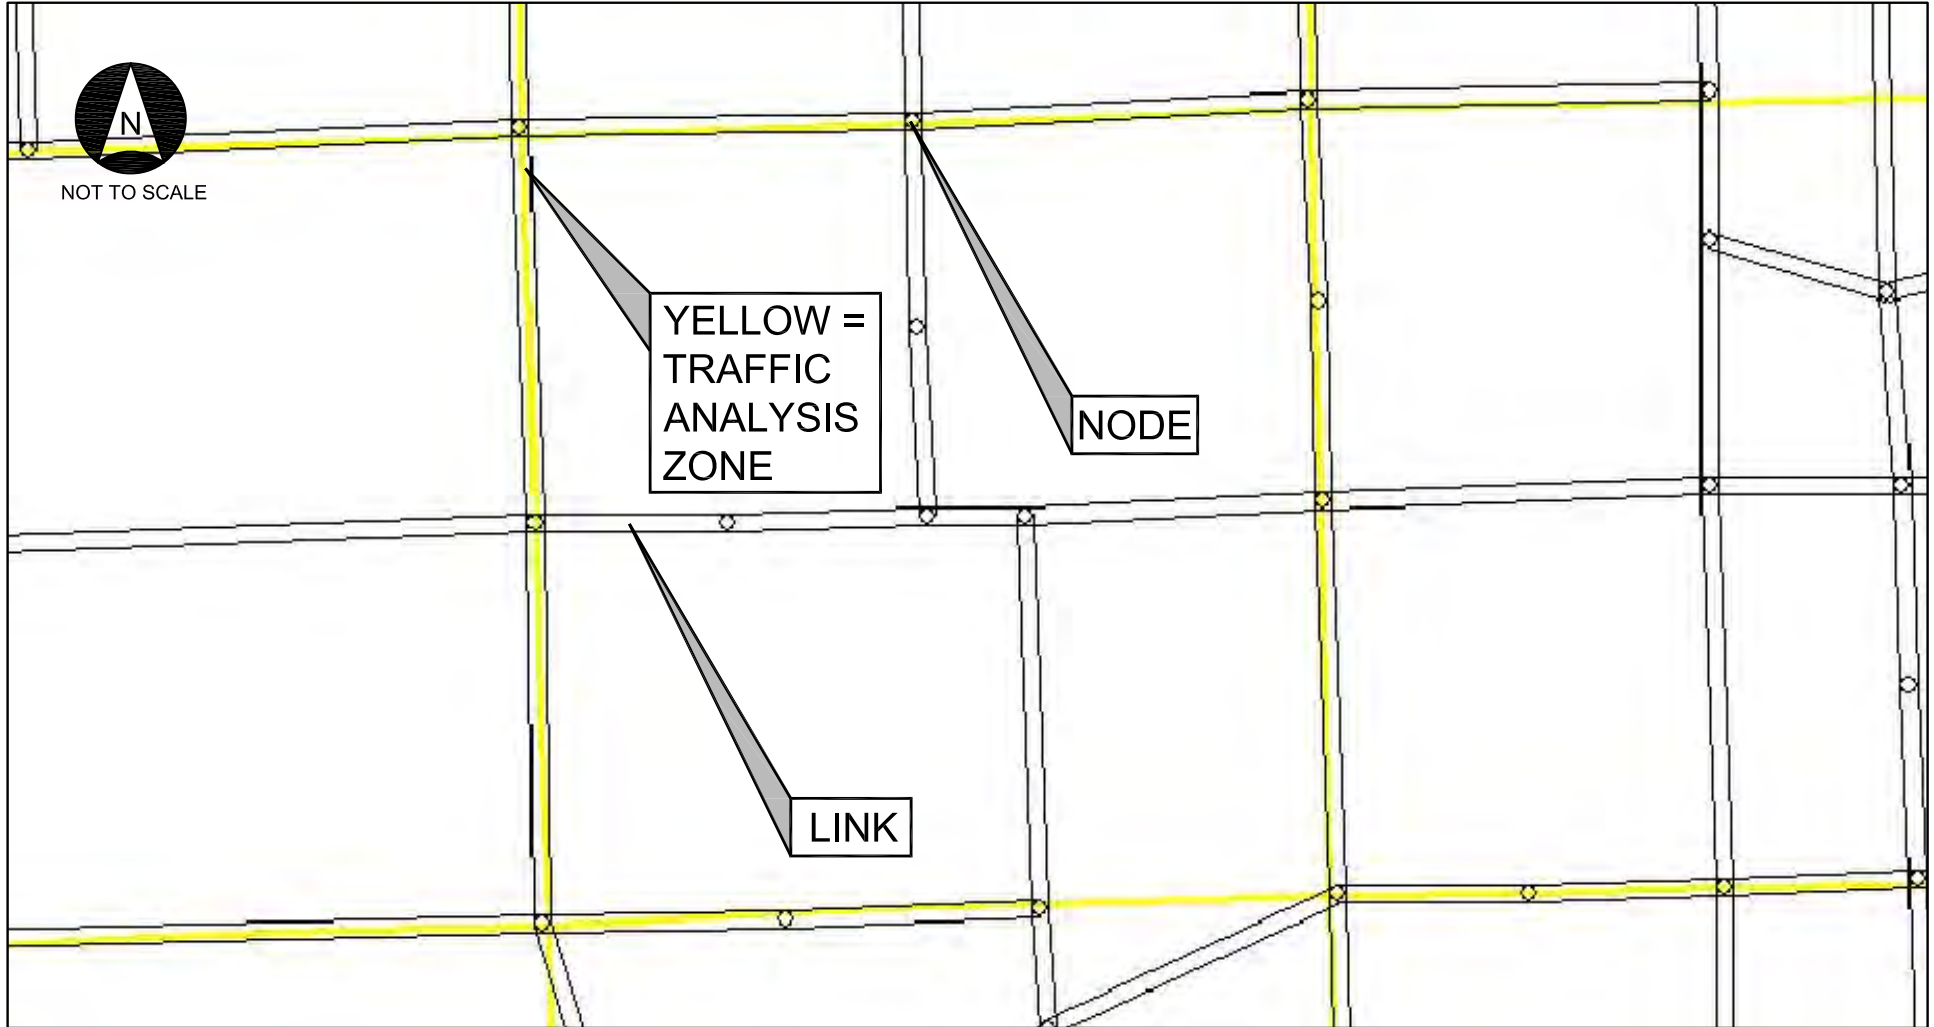 N
NOT TO SCALE
YELLOW =
TRAFFIC
ANALYSIS
ZONE
NODE
LINK